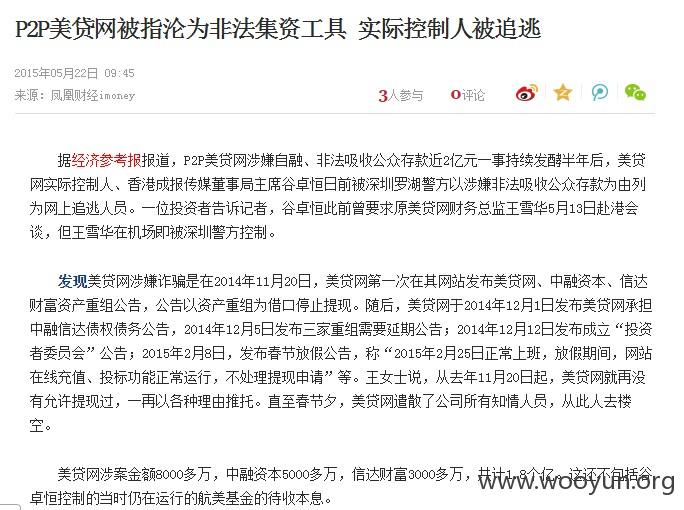 P2P美贷网被指沦为非法集资工具 实际控制人被追逃
2015年05月22日 09:45
来源：凤凰财经imoney
3人参与 0评论
据经济参考报报道，P2P美贷网涉嫌自融、非法吸收公众存款近2亿元一事持续发酵半年后，美贷
网实际控制人、香港成报传媒董事局主席谷卓恒日前被深圳罗湖警方以涉嫌非法吸收公众存款为由列
为网上追逃人员。一位投资者告诉记者，谷卓恒此前曾要求原美贷网财务总监王雪华5月13日赴港会
谈，但王雪华在机场即被深圳警方控制。
发现美贷网涉嫌诈骗是在2014年11月20日，美贷网第一次在其网站发布美贷网、中融资本、信达
财富资产重组公告，公告以资产重组为借口停止提现。随后，美贷网于2014年12月1日发布美贷网承担
中融信达债权债务公告，2014年12月5日发布三家重组需要延期公告；2014年12月12日发布成立“投资
者委员会”公告；2015年2月8日，发布春节放假公告，称“2015年2月25日正常上班，放假期间，网站
在线充值、投标功能正常运行，不处理提现申请”等。王女士说，从去年11月20日起，美贷网就再没
有允许提现过，一再以各种理由推托。直至春节夕，美贷网遣散了公司所有知情人员，从此人去楼
空。
美贷网涉案金额8000多万，中融资本5000多万，信达财富3000多万，共计1.8个亿。这还不包括谷
卓恒控制的当时仍在运行的航美基金的待收本息。
www.wooyun.org